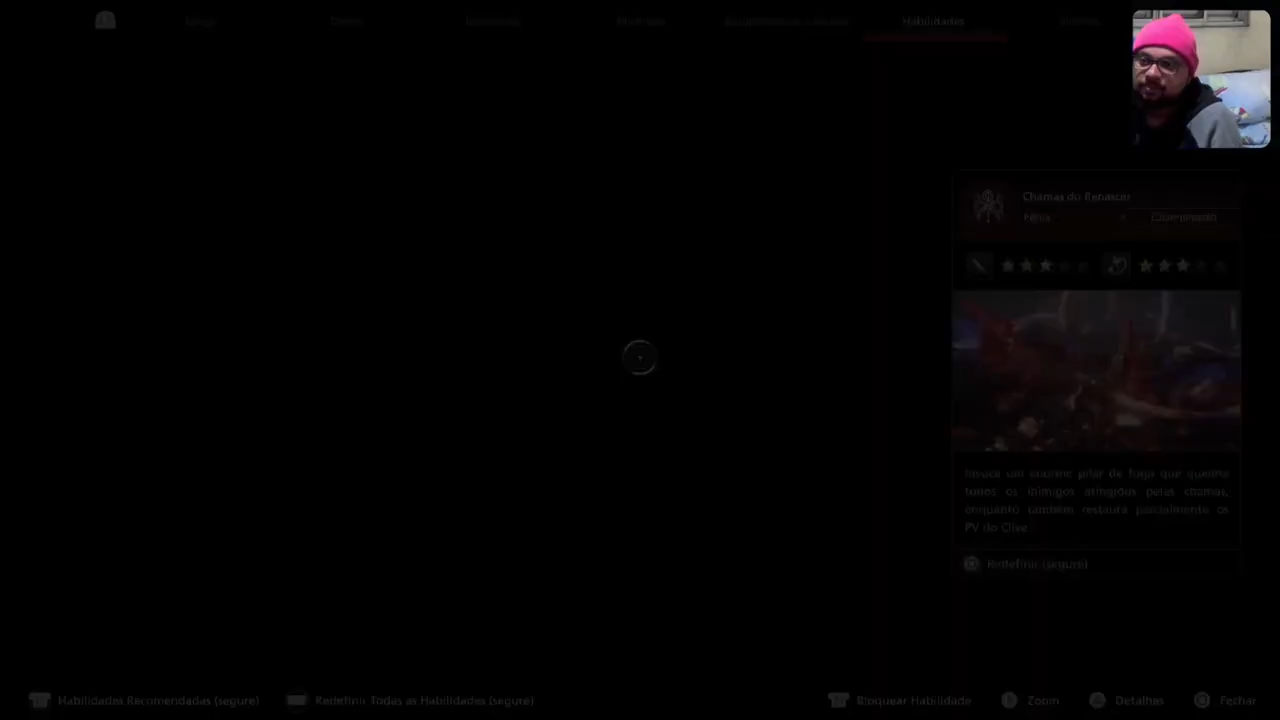 Habilidades
Chamas do Renascer
Fênix
Invoca um enorme pilar de fogo que queima
todos os inimigos atingidos pelas chamas,
enquanto também restaura parcialmente os
PV do Clive
Redefinir (segure)
Habilidades Recomendadas (segure) Redefinir Todas as Habilidades (segure) Bloquear Habilidade Zoom Detalhes Fechar